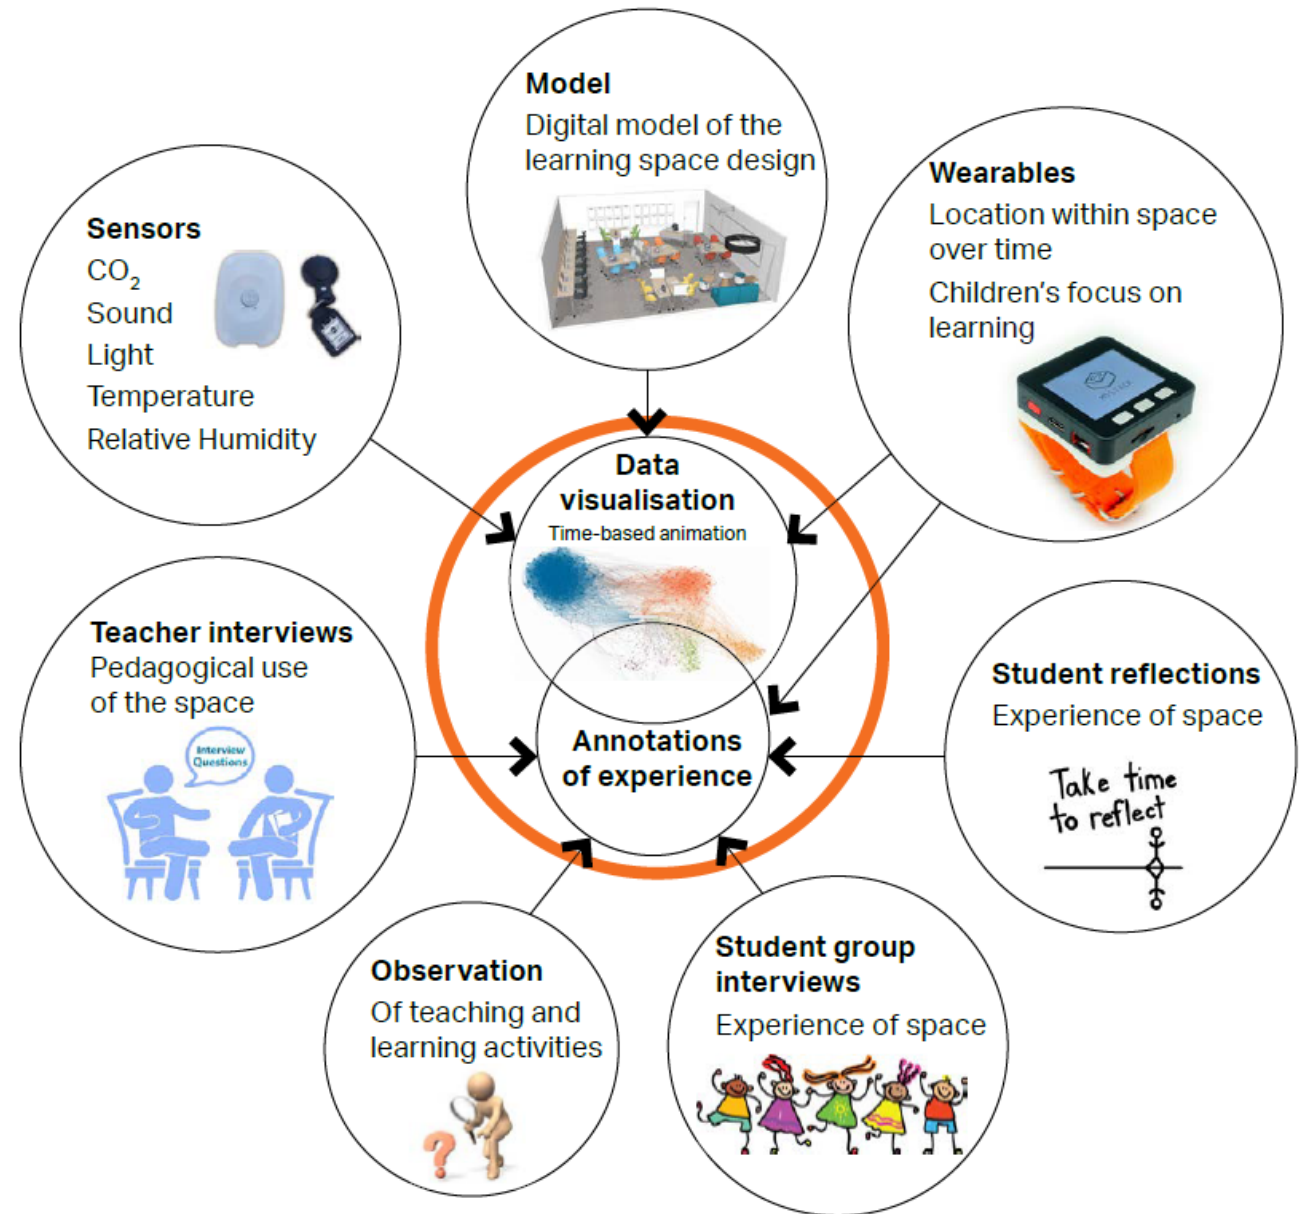 Model
Digital model of the
learning space design
Wearables
Location within space
over time
Children's focus on
learning
Sensors
CO₂
Sound
Light
Temperature
Relative Humidity
Data
visualisation
Time-based animation
Teacher interviews
Pedagogical use
of the space
Interview
Questions
Annotations
of experience
Student reflections
Experience of space
Take time
to reflect
Observation
Of teaching and
learning activities
?
Student group
interviews
Experience of space